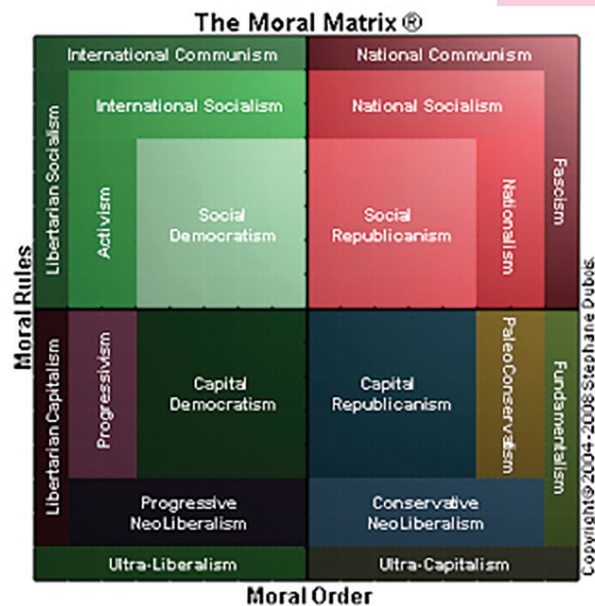 The Moral Matrix ®
International Communism
National Communism
International Socialism
National Socialism
Libertarian Socialism
Activism
Social
Democratism
Social
Republicanism
Nationalism
Fascism
Moral Rules
Libertarian Capitalism
Progressivism
Capital
Democratism
Capital
Republicanism
PaleoConservatism
Fundamentalism
Progressive
NeoLiberalism
Conservative
NeoLiberalism
Ultra-Liberalism
Ultra-Capitalism
Moral Order
Copyright © 2004-2008 Stephane Dubois.